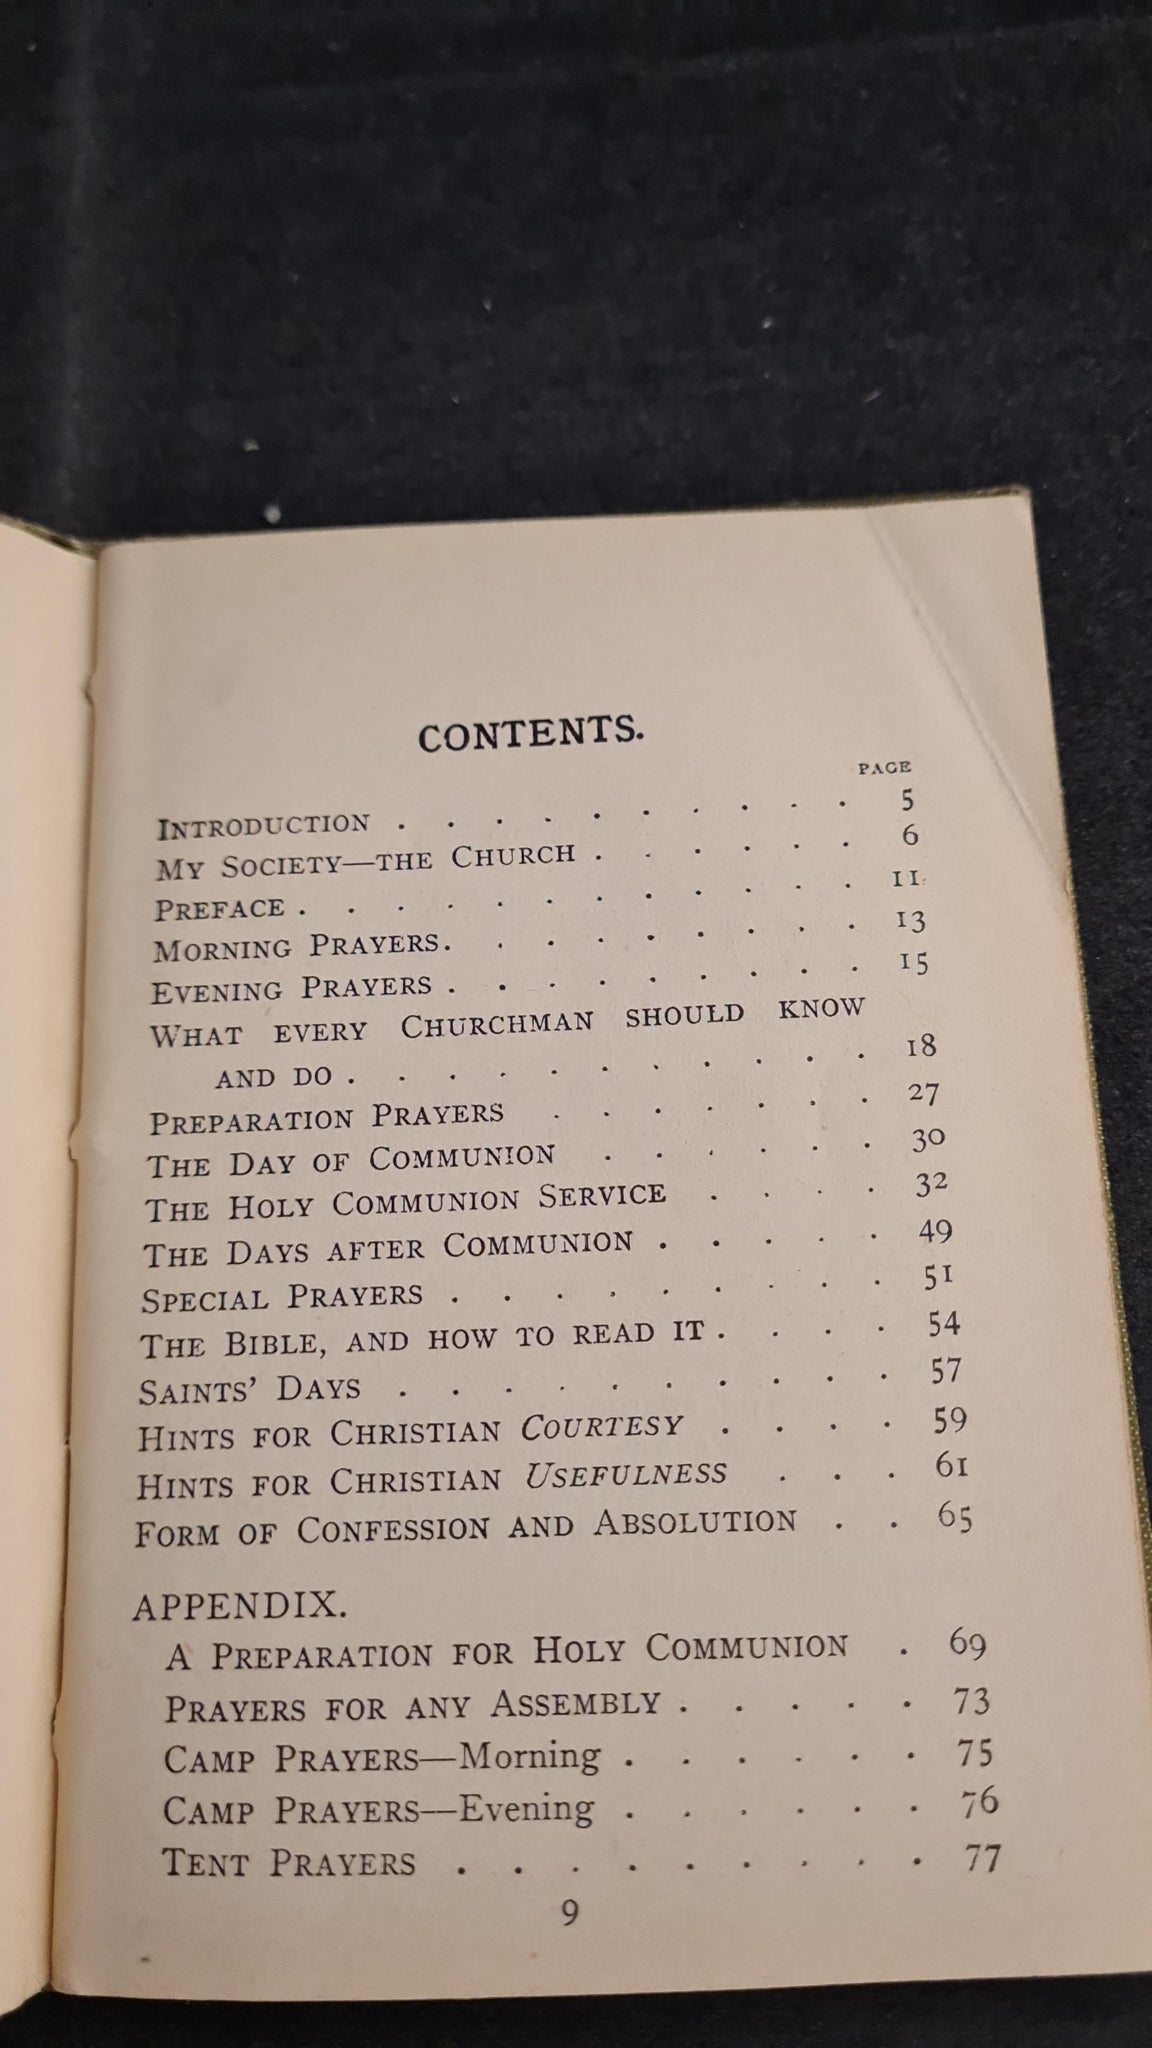 CONTENTS.
PAGE
INTRODUCTION . . . . . . . . . 5
MY SOCIETY—THE CHURCH . . . . . . 6
PREFACE . . . . . . . . . . . 11
MORNING PRAYERS. . . . . . . . . 13
EVENING PRAYERS . . . . . . . . . 15
WHAT EVERY CHURCHMAN SHOULD KNOW
AND DO . . . . . . . . . . . 18
PREPARATION PRAYERS . . . . . . . 27
THE DAY OF COMMUNION . . . . . . 30
THE HOLY COMMUNION SERVICE . . . . 32
THE DAYS AFTER COMMUNION . . . . . 49
SPECIAL PRAYERS . . . . . . . . . 51
THE BIBLE, AND HOW TO READ IT . . . . 54
SAINTS' DAYS . . . . . . . . . . 57
HINTS FOR CHRISTIAN COURTESY . . . . 59
HINTS FOR CHRISTIAN USEFULNESS . . . 61
FORM OF CONFESSION AND ABSOLUTION . . 65
APPENDIX.
A PREPARATION FOR HOLY COMMUNION . 69
PRAYERS FOR ANY ASSEMBLY . . . . . 73
CAMP PRAYERS—Morning . . . . . . 75
CAMP PRAYERS—Evening . . . . . . 76
TENT PRAYERS . . . . . . . . . 77
9